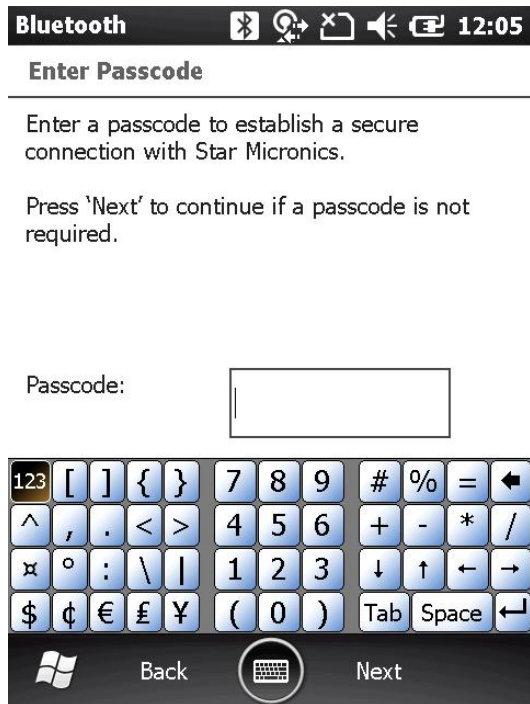 Bluetooth 12:05
Enter Passcode
Enter a passcode to establish a secure
connection with Star Micronics.
Press ‘Next’ to continue if a passcode is not
required.
Passcode:
123 [ ] { } 7 8 9 # % =
^ , . < > 4 5 6 + - * /
¤ ° : \ | 1 2 3 ↓ ↑ ← →
$ ¢ € £ ¥ ( 0 ) Tab Space
Back Next